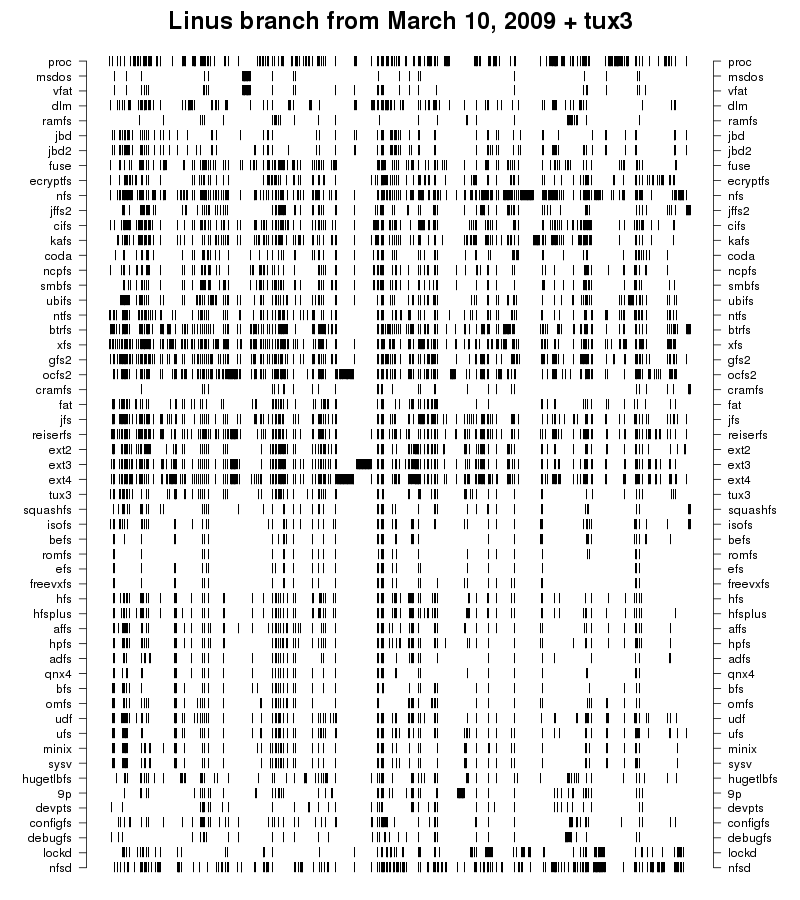 Linus branch from March 10, 2009 + tux3
proc proc
msdos msdos
vfat vfat
dlm dlm
ramfs ramfs
jbd jbd
jbd2 jbd2
fuse fuse
ecryptfs ecryptfs
nfs nfs
jffs2 jffs2
cifs cifs
kafs kafs
coda coda
ncpfs ncpfs
smbfs smbfs
ubifs ubifs
ntfs ntfs
btrfs btrfs
xfs xfs
gfs2 gfs2
ocfs2 ocfs2
cramfs cramfs
fat fat
jfs jfs
reiserfs reiserfs
ext2 ext2
ext3 ext3
ext4 ext4
tux3 tux3
squashfs squashfs
isofs isofs
befs befs
romfs romfs
efs efs
freevxfs freevxfs
hfs hfs
hfsplus hfsplus
affs affs
hpfs hpfs
adfs adfs
qnx4 qnx4
bfs bfs
omfs omfs
udf udf
ufs ufs
minix minix
sysv sysv
hugetlbfs hugetlbfs
9p 9p
devpts devpts
configfs configfs
debugfs debugfs
lockd lockd
nfsd nfsd